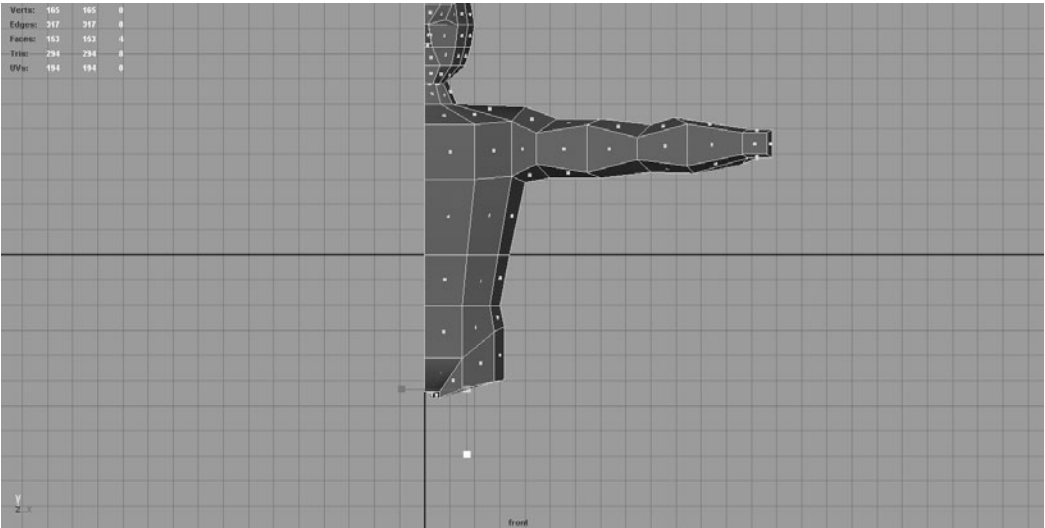 Verts: 165 165 0
Edges: 317 317 0
Faces: 153 153 4
Tris: 294 294 8
UVs: 194 194 0
Y
Z X
front